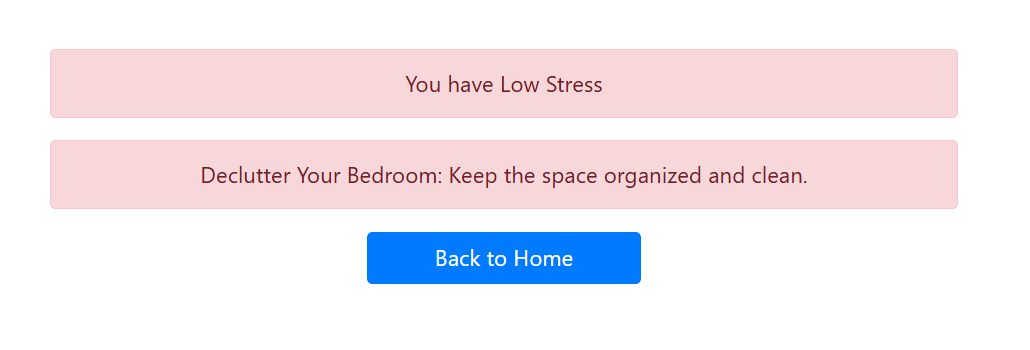 You have Low Stress
Declutter Your Bedroom: Keep the space organized and clean.
Back to Home